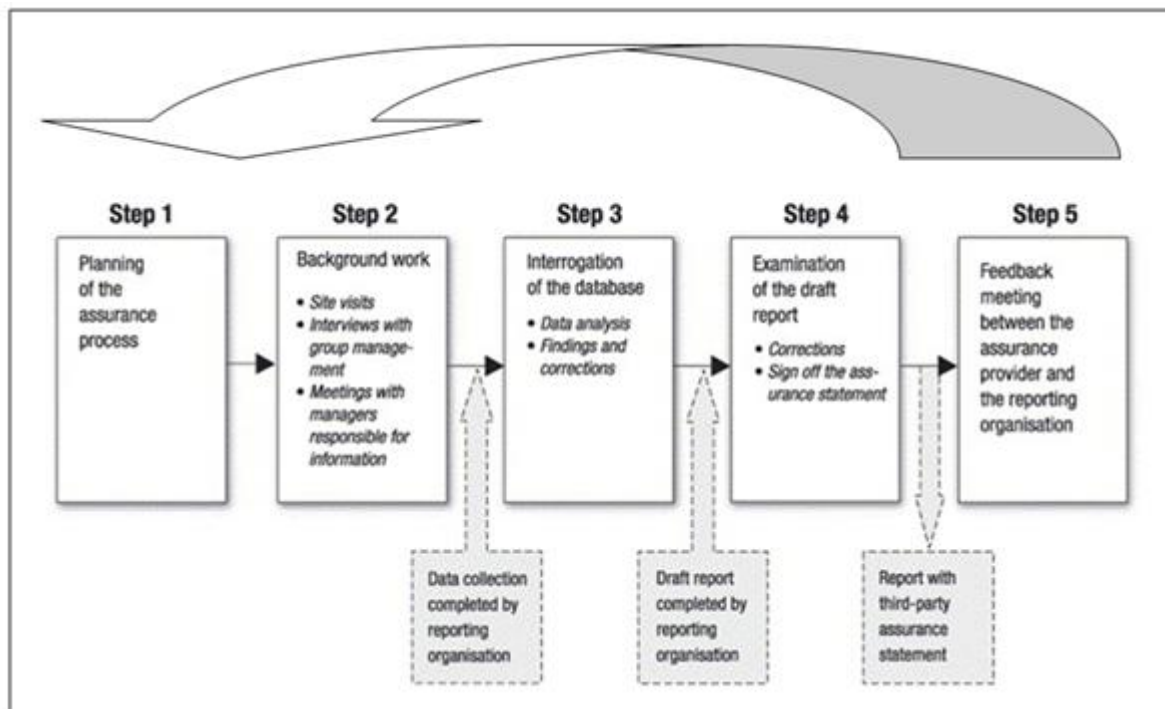 Step 1
Planning
of the
assurance
process
Step 2
Background work
• Site visits
• Interviews with
group manage-
ment
• Meetings with
managers
responsible for
information
Step 3
Interrogation
of the database
• Data analysis
• Findings and
corrections
Step 4
Examination
of the draft
report
• Corrections
• Sign off the ass-
urance statement
Step 5
Feedback
meeting
between the
assurance
provider and
the reporting
organisation
Data collection
completed by
reporting
organisation
Draft report
completed by
reporting
organisation
Report with
third-party
assurance
statement